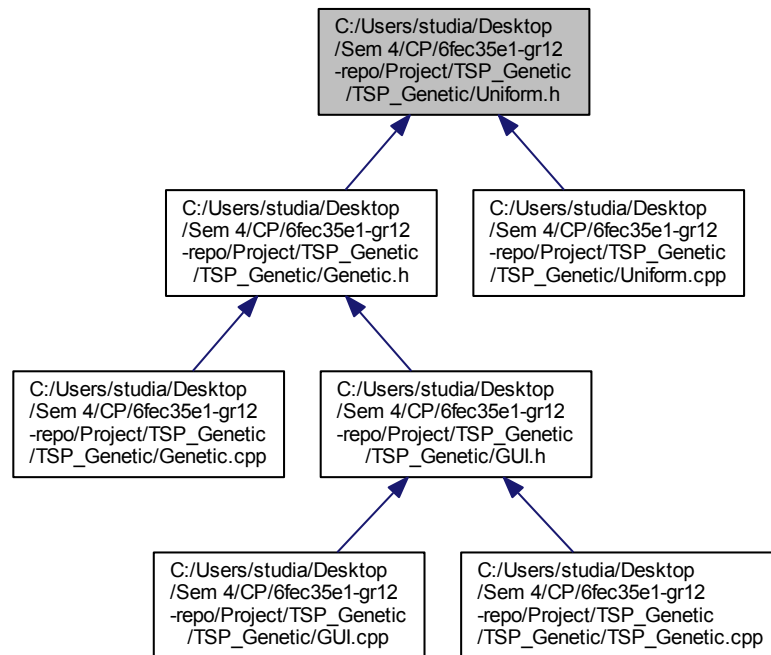 C:/Users/studia/Desktop
/Sem 4/CP/6fec35e1-gr12
-repo/Project/TSP_Genetic
/TSP_Genetic/Uniform.h
C:/Users/studia/Desktop
/Sem 4/CP/6fec35e1-gr12
-repo/Project/TSP_Genetic
/TSP_Genetic/Genetic.h
C:/Users/studia/Desktop
/Sem 4/CP/6fec35e1-gr12
-repo/Project/TSP_Genetic
/TSP_Genetic/Uniform.cpp
C:/Users/studia/Desktop
/Sem 4/CP/6fec35e1-gr12
-repo/Project/TSP_Genetic
/TSP_Genetic/Genetic.cpp
C:/Users/studia/Desktop
/Sem 4/CP/6fec35e1-gr12
-repo/Project/TSP_Genetic
/TSP_Genetic/GUI.h
C:/Users/studia/Desktop
/Sem 4/CP/6fec35e1-gr12
-repo/Project/TSP_Genetic
/TSP_Genetic/GUI.cpp
C:/Users/studia/Desktop
/Sem 4/CP/6fec35e1-gr12
-repo/Project/TSP_Genetic
/TSP_Genetic/TSP_Genetic.cpp